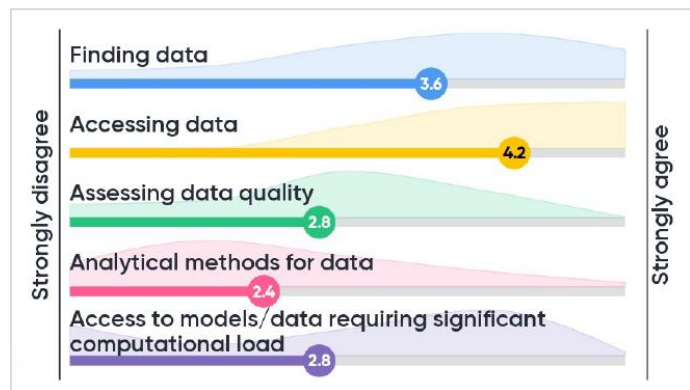 Strongly disagree
Finding data
3.6
Accessing data
4.2
Assessing data quality
2.8
Analytical methods for data
2.4
Access to models/data requiring significant
computational load
2.8
Strongly agree